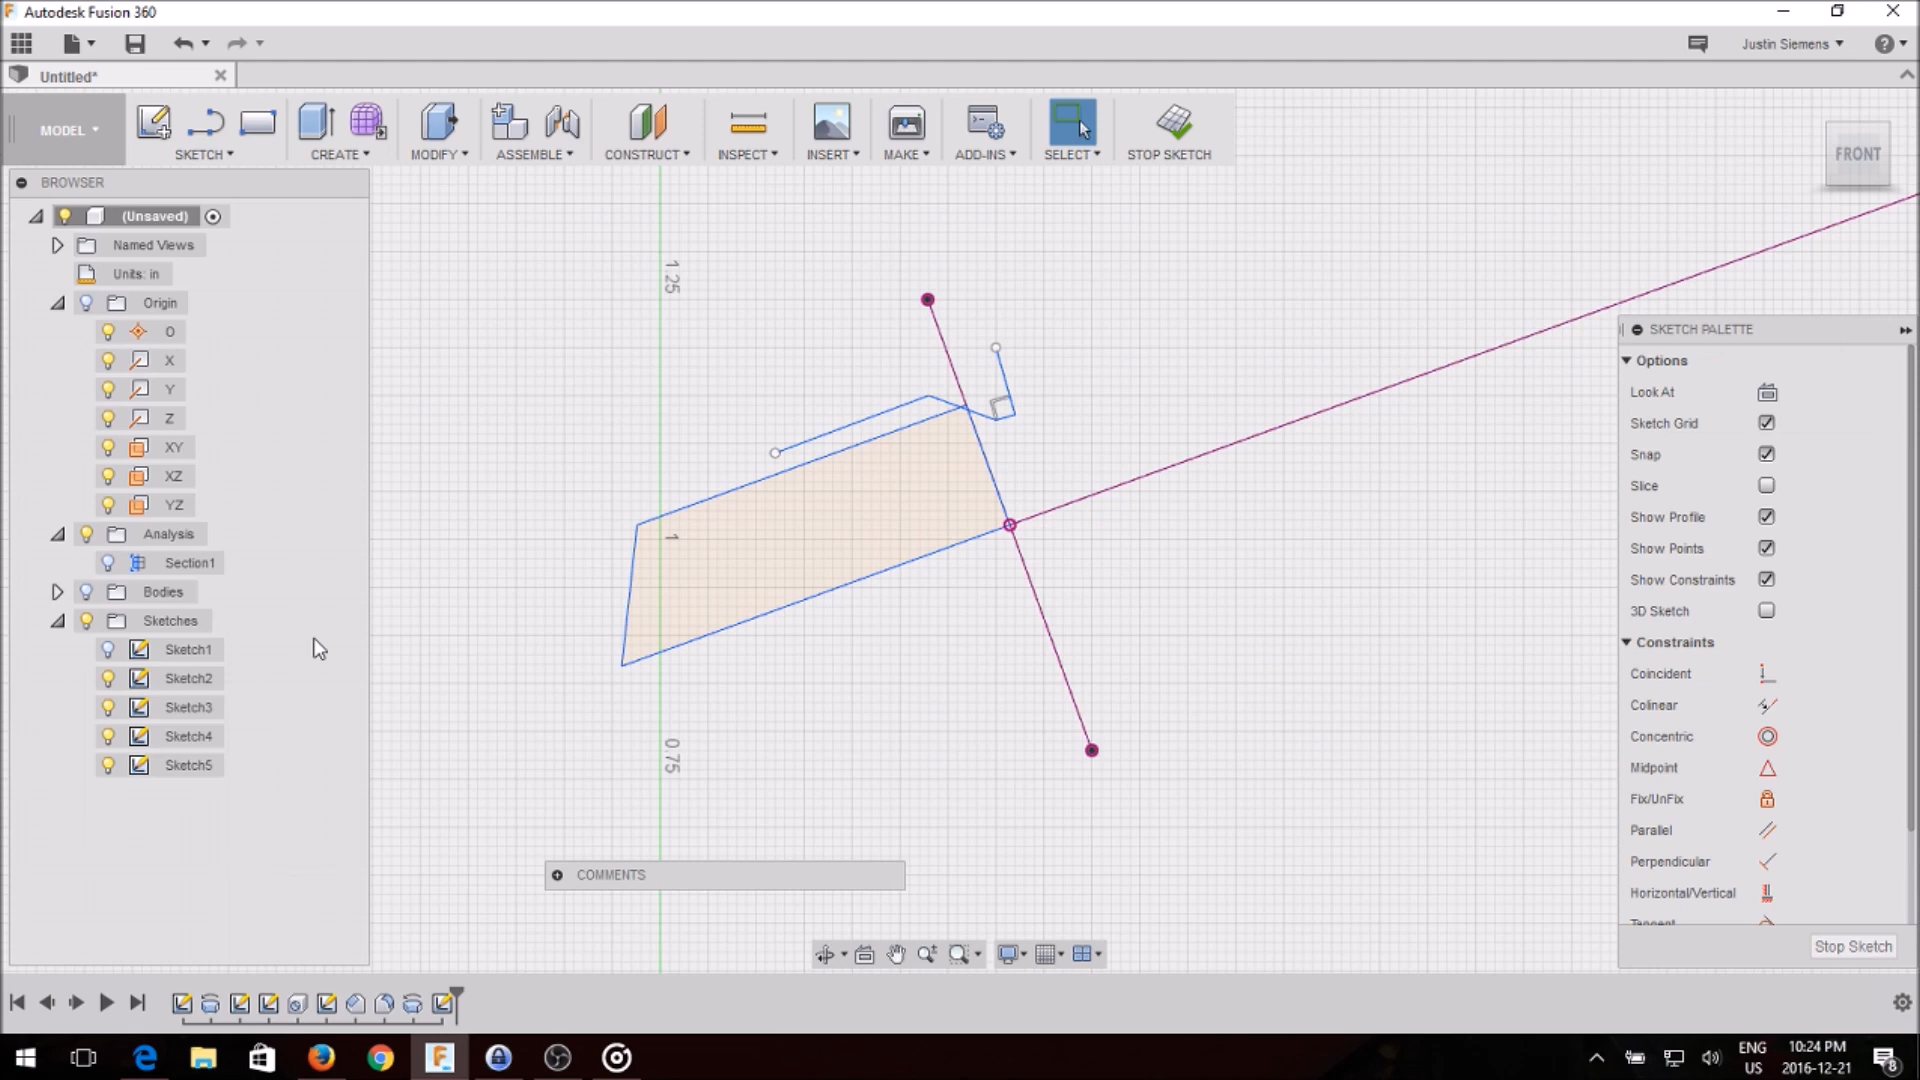 Autodesk Fusion 360
Justin Siemens
Untitled*
MODEL
SKETCH
CREATE
MODIFY
ASSEMBLE
CONSTRUCT
INSPECT
INSERT
MAKE
ADD-INS
SELECT
STOP SKETCH
FRONT
BROWSER
(Unsaved)
Named Views
Units: in
Origin
O
X
Y
Z
XY
XZ
YZ
Analysis
Section1
Bodies
Sketches
Sketch1
Sketch2
Sketch3
Sketch4
Sketch5
1.25
1
0.75
SKETCH PALETTE
Options
Look At
Sketch Grid
Snap
Slice
Show Profile
Show Points
Show Constraints
3D Sketch
Constraints
Coincident
Colinear
Concentric
Midpoint
Fix/UnFix
Parallel
Perpendicular
Horizontal/Vertical
Tangent
Stop Sketch
COMMENTS
ENG
US
10:24 PM
2016-12-21
8